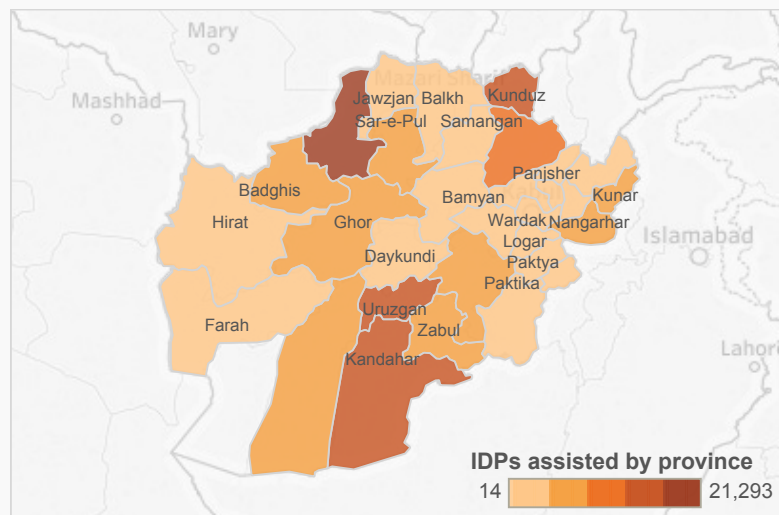 Mary
Mashhad
Mazari Sharif
Jawzjan
Balkh
Kunduz
Sar-e-Pul
Samangan
Panjsher
Badghis
Bamyan
Kabul
Kunar
Hirat
Ghor
Wardak
Nangarhar
Logar
Islamabad
Daykundi
Paktya
Paktika
Uruzgan
Farah
Zabul
Kandahar
Lahore
IDPs assisted by province
14
21,293